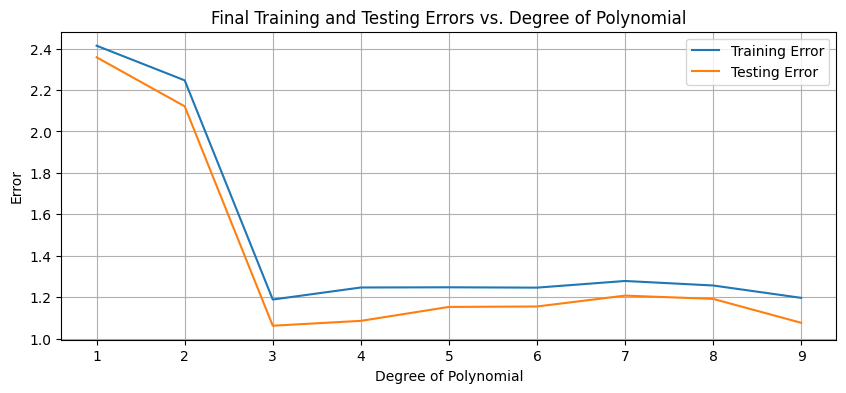 Final Training and Testing Errors vs. Degree of Polynomial
Training Error
Testing Error
Error
2.4
2.2
2.0
1.8
1.6
1.4
1.2
1.0
1 2 3 4 5 6 7 8 9
Degree of Polynomial